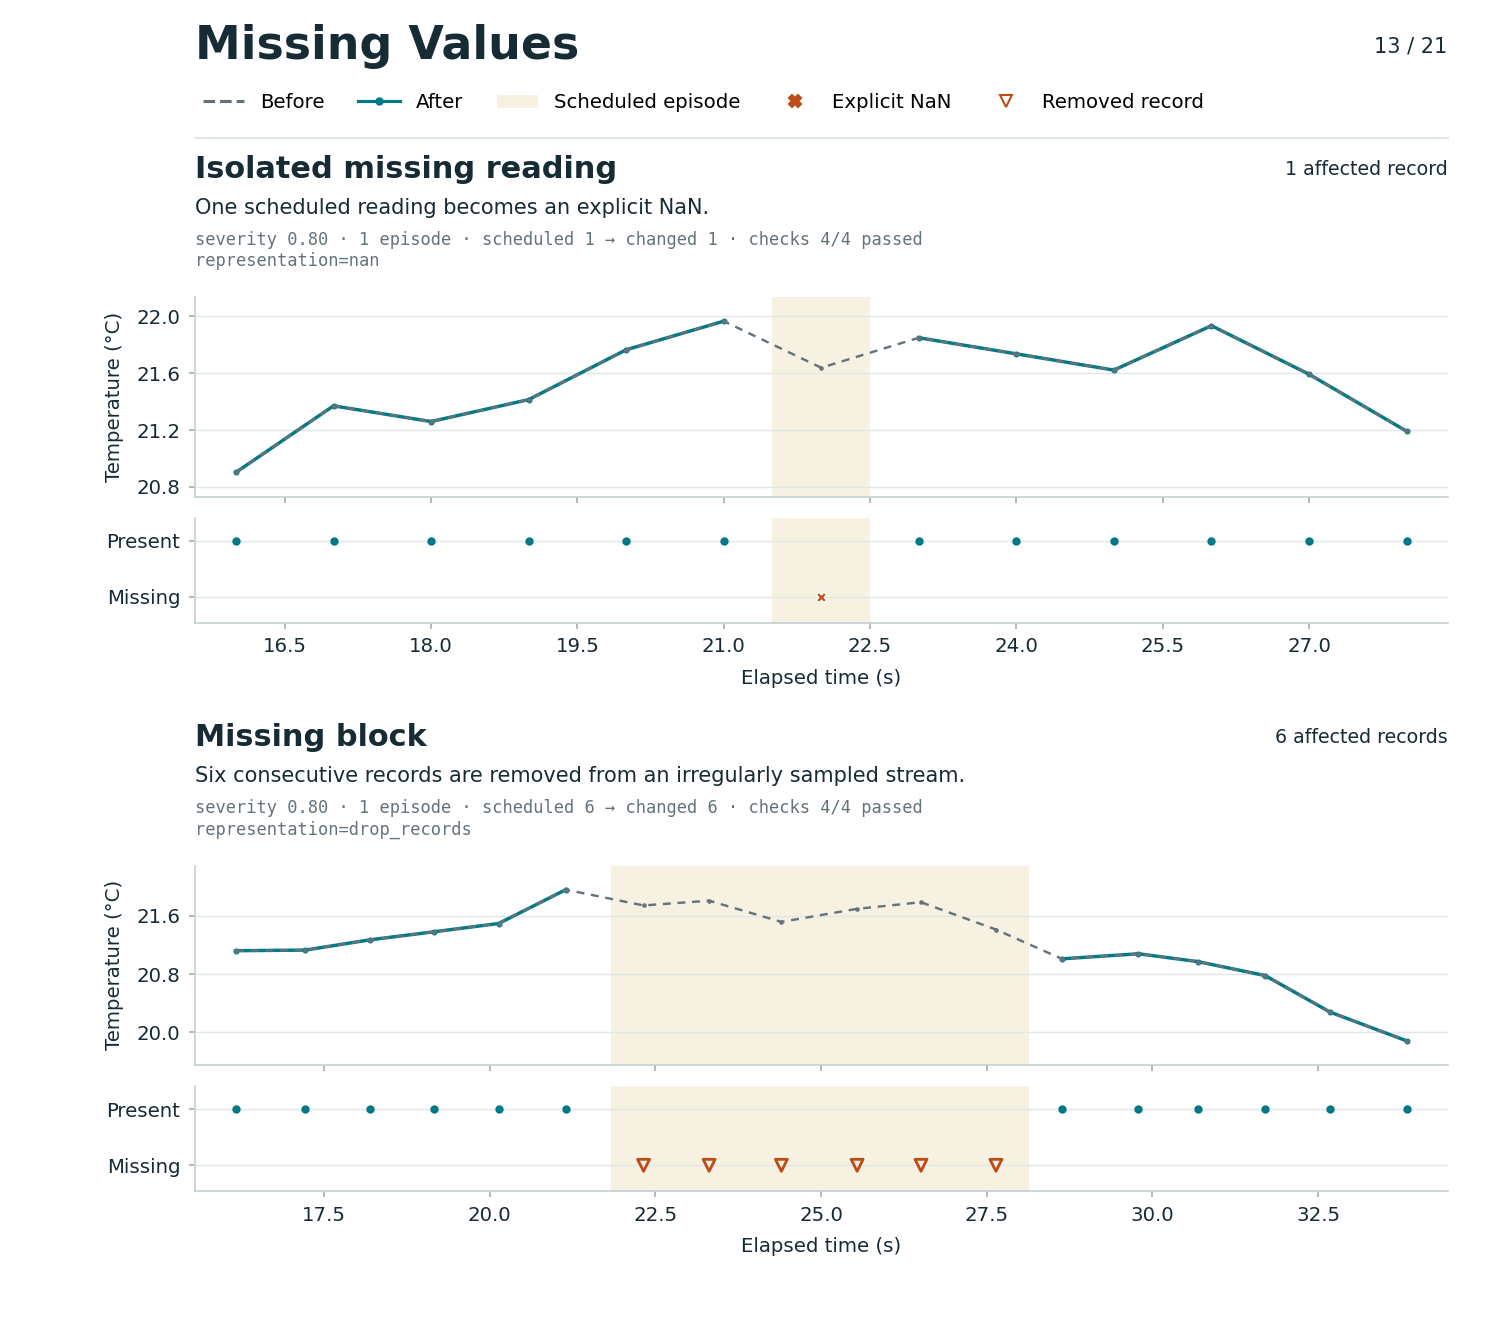 Missing Values
13 / 21
Before After Scheduled episode Explicit NaN Removed record
Isolated missing reading
1 affected record
One scheduled reading becomes an explicit NaN.
severity 0.80 · 1 episode · scheduled 1 → changed 1 · checks 4/4 passed
representation=nan
Temperature (°C)
22.0
21.6
21.2
20.8
Present
Missing
16.5 18.0 19.5 21.0 22.5 24.0 25.5 27.0
Elapsed time (s)
Missing block
6 affected records
Six consecutive records are removed from an irregularly sampled stream.
severity 0.80 · 1 episode · scheduled 6 → changed 6 · checks 4/4 passed
representation=drop_records
Temperature (°C)
21.6
20.8
20.0
Present
Missing
17.5 20.0 22.5 25.0 27.5 30.0 32.5
Elapsed time (s)